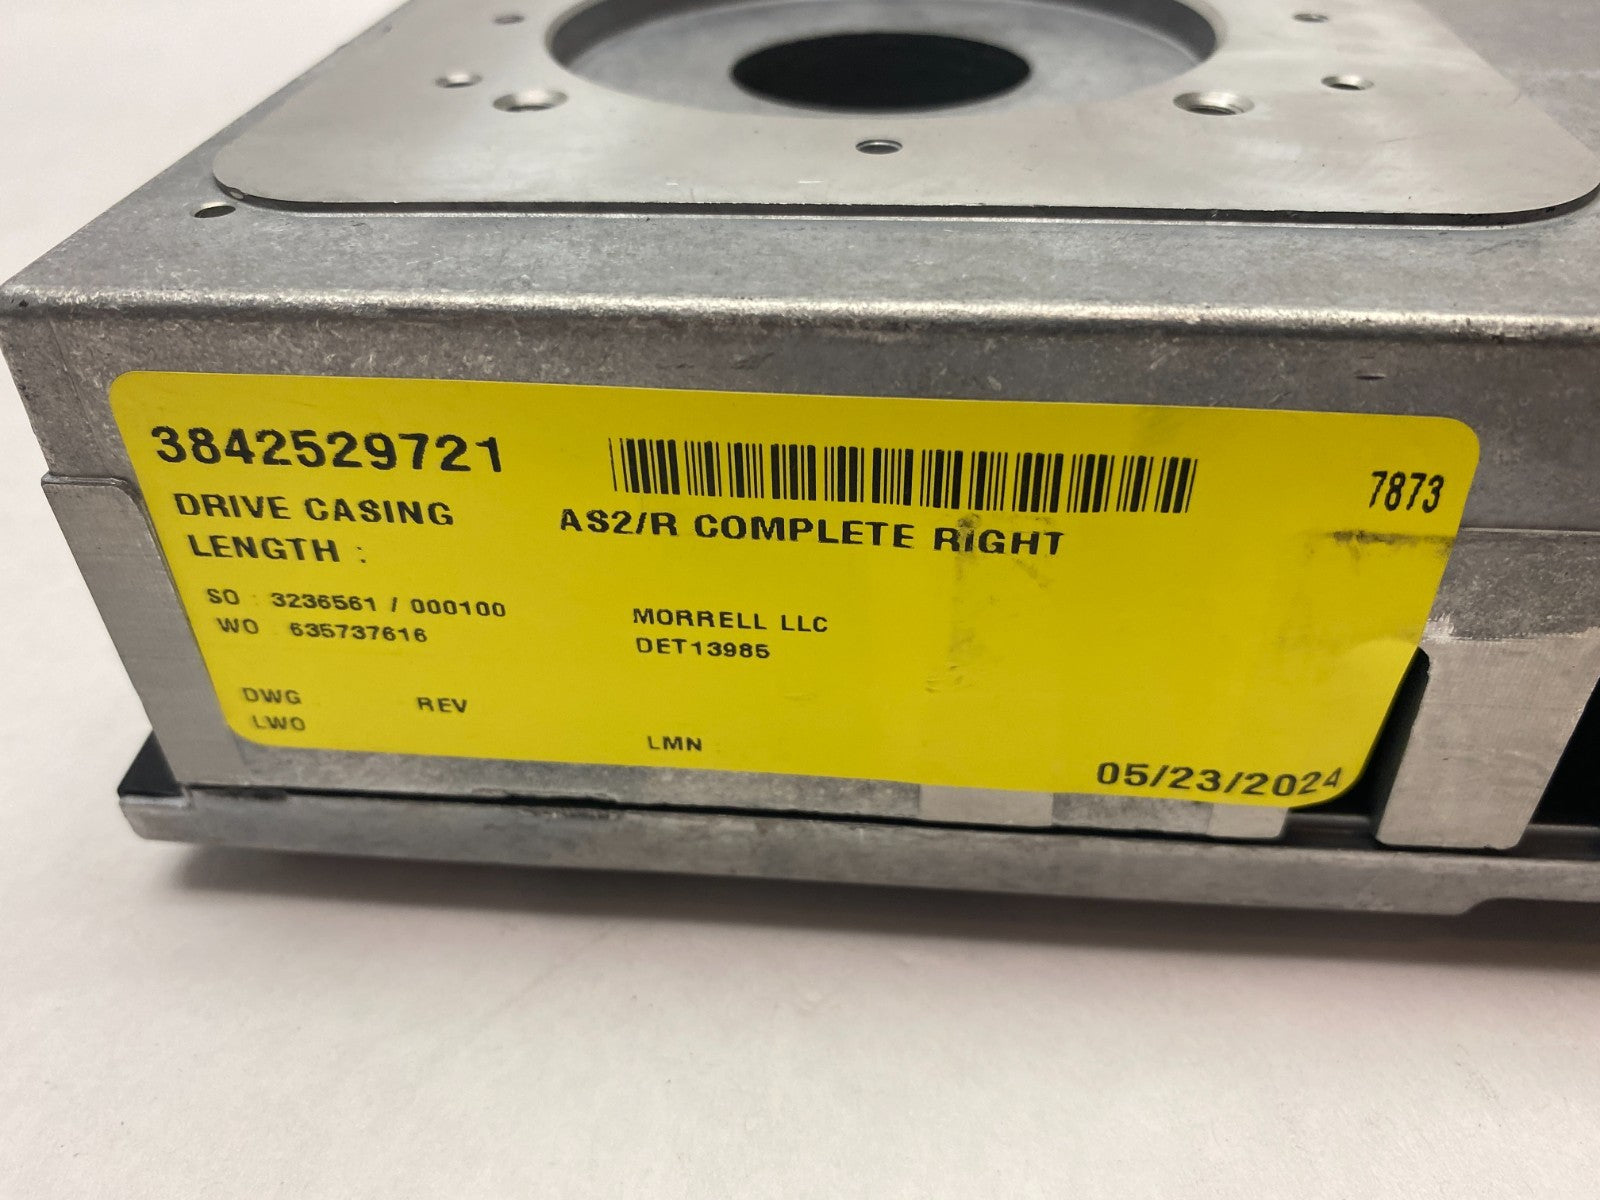 3842529721
7873
DRIVE CASING AS2/R COMPLETE RIGHT
LENGTH :
SO : 3236561 / 000100 MORRELL LLC
WO 635737616 DET13985
DWG REV
LWO LMN
05/23/2024